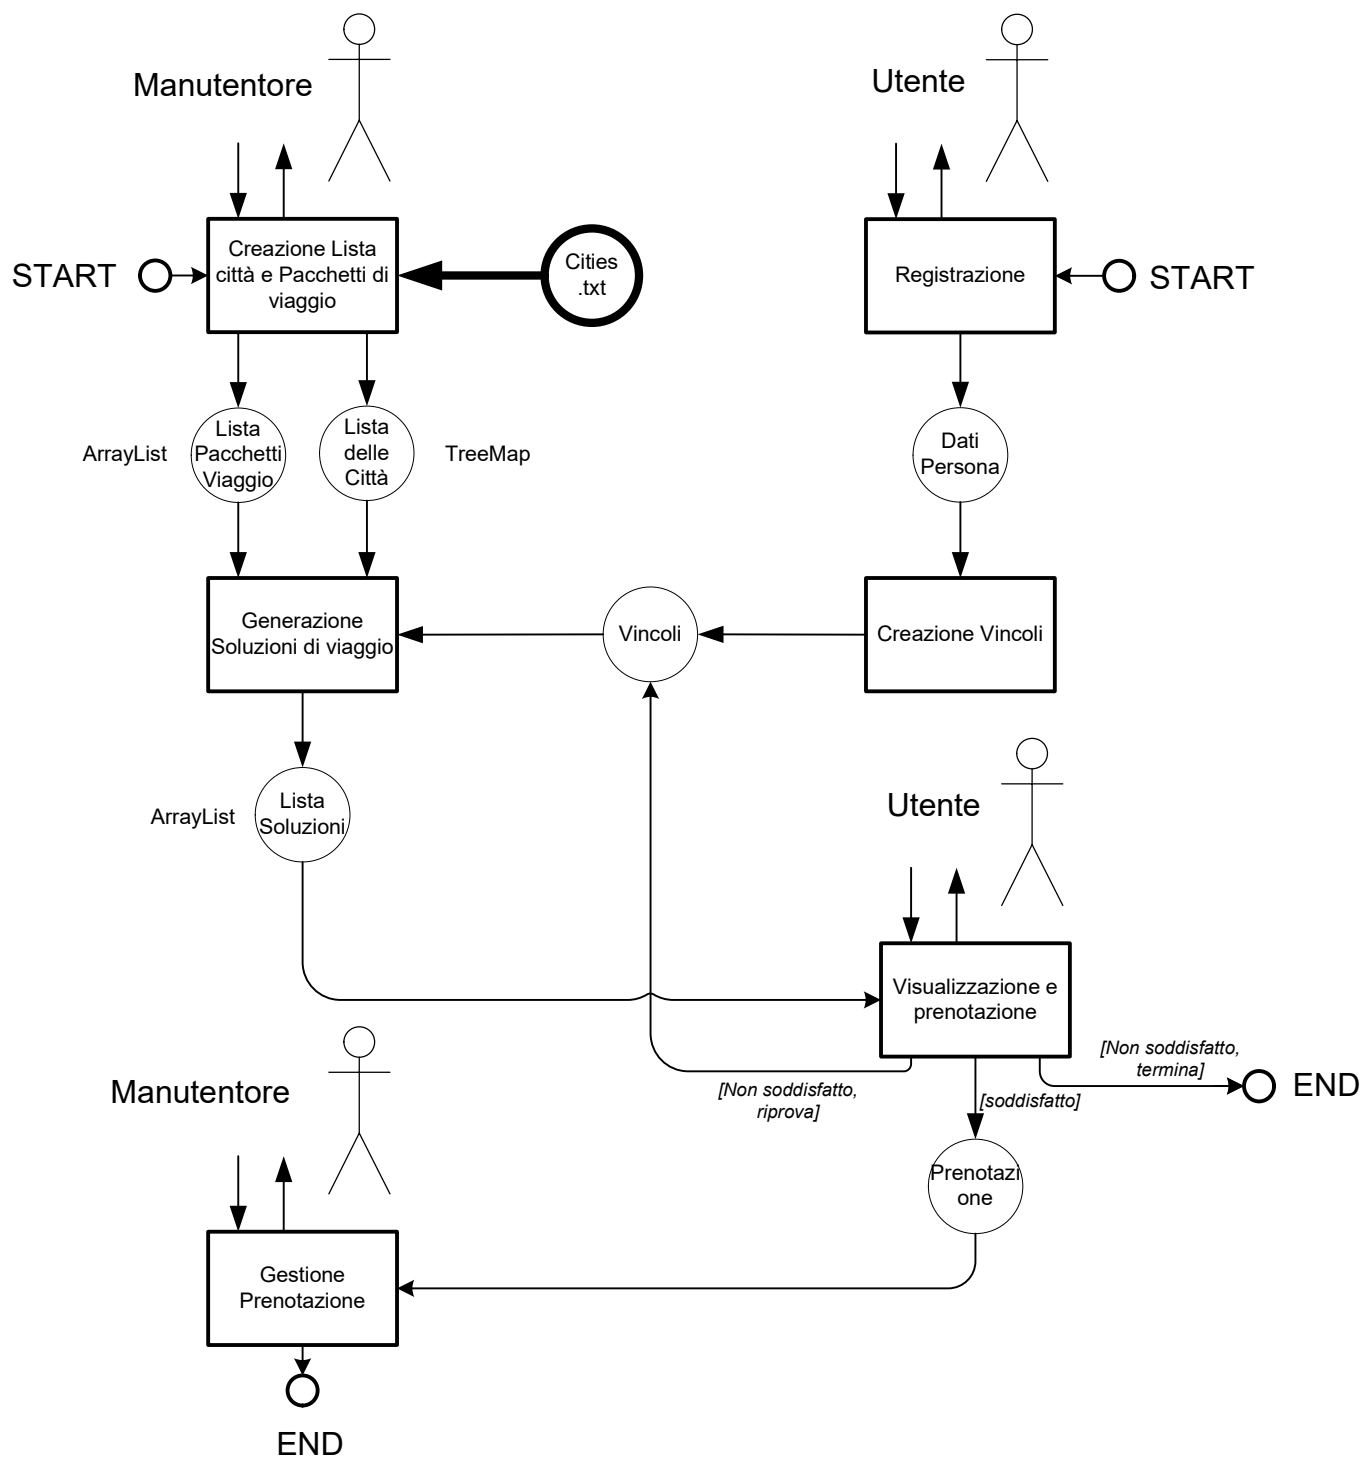 Manutentore
Utente
START
Creazione Lista
città e Pacchetti di
viaggio
Cities
.txt
Registrazione
START
ArrayList
Lista
Pacchetti
Viaggio
Lista
delle
Città
TreeMap
Dati
Persona
Generazione
Soluzioni di viaggio
Vincoli
Creazione Vincoli
ArrayList
Lista
Soluzioni
Utente
Visualizzazione e
prenotazione
[Non soddisfatto,
termina]
END
[Non soddisfatto,
riprova]
[soddisfatto]
Manutentore
Prenotazi
one
Gestione
Prenotazione
END